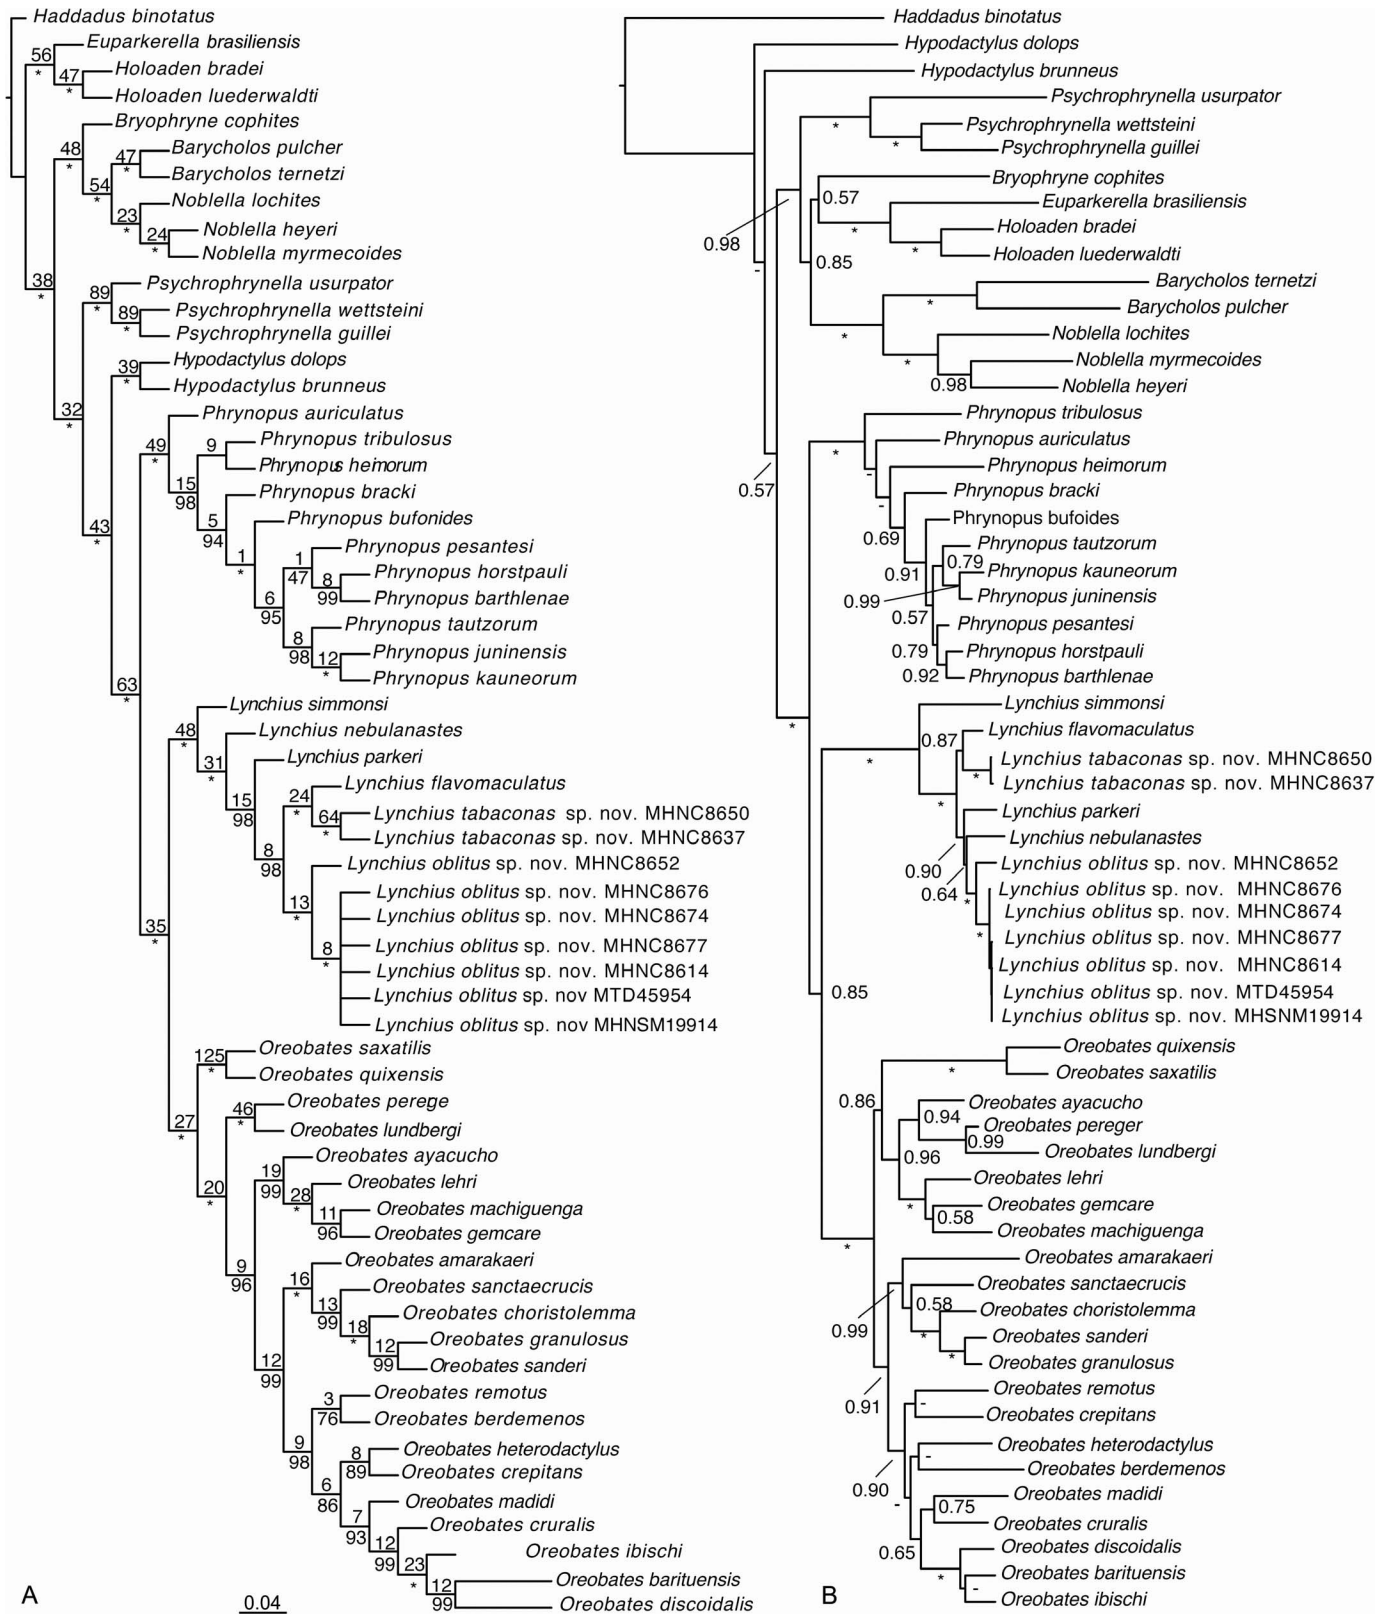 Haddadus binotatus
Euparkerella brasiliensis
56
*
Holoaden bradei
47
*
Holoaden luederwaldti
Bryophryne cophites
48
*
Barycholos pulcher
47
*
Barycholos ternetzi
54
*
Noblella lochites
23
*
Noblella heyeri
24
*
Noblella myrmecoides
38
*
Psychrophrynella usurpator
89
*
Psychrophrynella wettsteini
89
*
Psychrophrynella guillei
Hypodactylus dolops
39
*
Hypodactylus brunneus
32
*
Phrynopus auriculatus
49
*
Phrynopus tribulosus
9
Phrynopus heimorum
15
98
Phrynopus bracki
5
94
Phrynopus bufonides
43
*
1
*
Phrynopus pesantesi
1
47
Phrynopus horstpauli
8
99
Phrynopus barthlenae
6
95
Phrynopus tautzorum
8
98
Phrynopus juninensis
12
*
Phrynopus kauneorum
63
*
Lynchius simmonsi
48
*
Lynchius nebulanastes
31
*
Lynchius parkeri
15
98
Lynchius flavomaculatus
24
*
Lynchius tabaconas sp. nov. MHNC8650
64
*
Lynchius tabaconas sp. nov. MHNC8637
8
98
Lynchius oblitus sp. nov. MHNC8652
13
*
Lynchius oblitus sp. nov. MHNC8676
Lynchius oblitus sp. nov. MHNC8674
Lynchius oblitus sp. nov. MHNC8677
8
*
Lynchius oblitus sp. nov. MHNC8614
Lynchius oblitus sp. nov MTD45954
Lynchius oblitus sp. nov MHNSM19914
35
*
Oreobates saxatilis
125
*
Oreobates quixensis
27
*
Oreobates perege
46
*
Oreobates lundbergi
20
*
Oreobates ayacucho
19
99
Oreobates lehri
28
*
Oreobates machiguenga
11
96
Oreobates gemcare
9
96
Oreobates amarakaeri
16
*
Oreobates sanctaecrucis
13
99
Oreobates choristolemma
18
*
Oreobates granulosus
12
99
Oreobates sanderi
12
99
Oreobates remotus
3
76
Oreobates berdemenos
9
98
Oreobates heterodactylus
8
89
Oreobates crepitans
6
86
Oreobates madidi
7
93
Oreobates cruralis
12
99
Oreobates ibischi
23
*
Oreobates barituensis
12
99
Oreobates discoidalis
A
0.04
Haddadus binotatus
Hypodactylus dolops
Hypodactylus brunneus
Psychrophrynella usurpator
*
Psychrophrynella wettsteini
*
Psychrophrynella guillei
Bryophryne cophites
0.57
Euparkerella brasiliensis
*
Holoaden bradei
*
Holoaden luederwaldti
0.98
0.85
-
Barycholos ternetzi
*
Barycholos pulcher
*
Noblella lochites
*
Noblella myrmecoides
0.98
Noblella heyeri
Phrynopus tribulosus
*
Phrynopus auriculatus
-
Phrynopus heimorum
0.57
-
Phrynopus bracki
0.69
Phrynopus bufoides
Phrynopus tautzorum
0.79
0.91
Phrynopus kauneorum
0.99
Phrynopus juninensis
0.57
Phrynopus pesantesi
0.79
Phrynopus horstpauli
0.92
Phrynopus barthlenae
*
Lynchius simmonsi
*
Lynchius flavomaculatus
0.87
Lynchius tabaconas sp. nov. MHNC8650
*
Lynchius tabaconas sp. nov. MHNC8637
*
Lynchius parkeri
Lynchius nebulanastes
0.90
Lynchius oblitus sp. nov. MHNC8652
0.64
*
Lynchius oblitus sp. nov. MHNC8676
Lynchius oblitus sp. nov. MHNC8674
*
Lynchius oblitus sp. nov. MHNC8677
Lynchius oblitus sp. nov. MHNC8614
Lynchius oblitus sp. nov. MTD45954
Lynchius oblitus sp. nov. MHSNM19914
0.85
Oreobates quixensis
*
Oreobates saxatilis
0.86
Oreobates ayacucho
0.94
Oreobates pereger
0.99
Oreobates lundbergi
0.96
Oreobates lehri
*
Oreobates gemcare
0.58
Oreobates machiguenga
*
Oreobates amarakaeri
0.99
Oreobates sanctaecrucis
0.58
Oreobates choristolemma
*
Oreobates sanderi
*
Oreobates granulosus
0.91
Oreobates remotus
-
Oreobates crepitans
0.90
Oreobates heterodactylus
-
Oreobates berdemenos
-
Oreobates madidi
0.75
Oreobates cruralis
0.65
Oreobates discoidalis
*
Oreobates barituensis
-
Oreobates ibischi
B